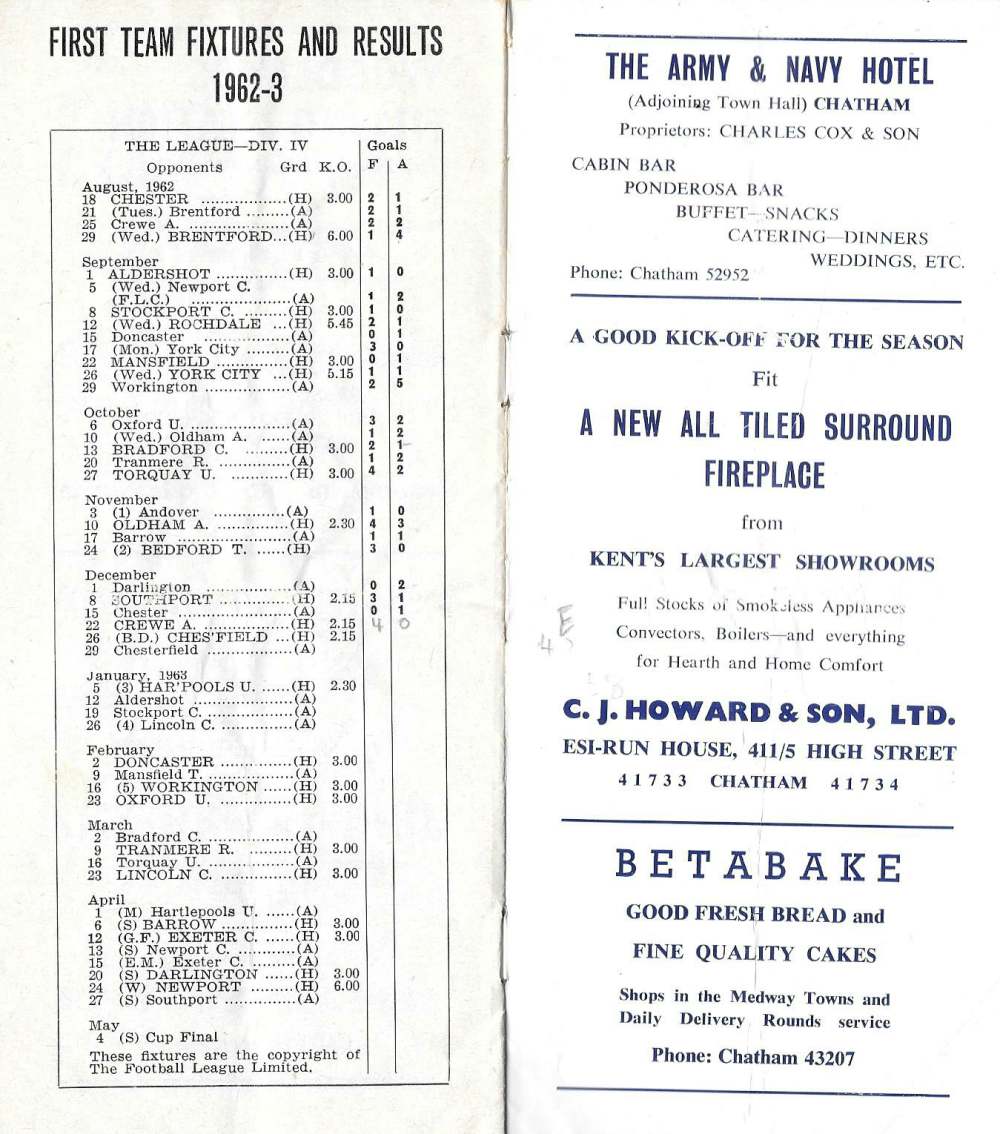 FIRST TEAM FIXTURES AND RESULTS
1962-3
THE LEAGUE—DIV. IV Goals
Opponents Grd K.O. F A
August, 1962
18 CHESTER ...................(H) 3.00 2 1
21 (Tues.) Brentford .........(A) 2 1
25 Crewe A. ....................(A) 2 2
29 (Wed.) BRENTFORD...(H) 6.00 1 4
September
1 ALDERSHOT ...............(H) 3.00 1 0
5 (Wed.) Newport C.
(F.L.C.) .....................(A) 1 2
8 STOCKPORT C. .........(H) 3.00 1 0
12 (Wed.) ROCHDALE ...(H) 5.45 2 1
15 Doncaster ..................(A) 0 1
17 (Mon.) York City .........(A) 3 0
22 MANSFIELD ...............(H) 3.00 0 1
26 (Wed.) YORK CITY ...(H) 5.15 1 1
29 Workington ..................(A) 2 5
October
6 Oxford U. .....................(A) 3 2
10 (Wed.) Oldham A. ......(A) 1 2
13 BRADFORD C. .........(H) 3.00 2 1
20 Tranmere R. ...............(A) 1 2
27 TORQUAY U. ............(H) 3.00 4 2
November
3 (1) Andover ...............(A) 1 0
10 OLDHAM A. ...............(H) 2.30 4 3
17 Barrow ........................(A) 1 1
24 (2) BEDFORD T. ......(H) 3 0
December
1 Darlington ..................(A) 0 2
8 SOUTHPORT ...............(H) 2.15 3 1
15 Chester ........................(A) 0 1
22 CREWE A. ..................(H) 2.15 4 0
26 (B.D.) CHES'FIELD ...(H) 2.15
29 Chesterfield ..................(A)
January, 1963
5 (3) HAR'POOLS U. ......(H) 2.30
12 Aldershot .....................(A)
19 Stockport C. ..................(A)
26 (4) Lincoln C. ...............(A)
February
2 DONCASTER ...............(H) 3.00
9 Mansfield T. ..................(A)
16 (5) WORKINGTON ......(H) 3.00
23 OXFORD U. ...............(H) 3.00
March
2 Bradford C. ..................(A)
9 TRANMERE R. .........(H) 3.00
16 Torquay U. ..................(A)
23 LINCOLN C. ...............(H) 3.00
April
1 (M) Hartlepools U. ......(A)
6 (S) BARROW ...............(H) 3.00
12 (G.F.) EXETER C. ......(H) 3.00
13 (S) Newport C. ............(A)
15 (E.M.) Exeter C. .........(A)
20 (S) DARLINGTON ......(H) 3.00
24 (W) NEWPORT .........(H) 6.00
27 (S) Southport ...............(A)
May
4 (S) Cup Final
These fixtures are the copyright of
The Football League Limited.
THE ARMY & NAVY HOTEL
(Adjoining Town Hall) CHATHAM
Proprietors: CHARLES COX & SON
CABIN BAR
PONDEROSA BAR
BUFFET—SNACKS
CATERING—DINNERS
WEDDINGS, ETC.
Phone: Chatham 52952
A GOOD KICK-OFF FOR THE SEASON
Fit
A NEW ALL TILED SURROUND
FIREPLACE
from
KENT'S LARGEST SHOWROOMS
Full Stocks of Smokeless Appliances
Convectors, Boilers—and everything
for Hearth and Home Comfort
4 E
C. J. HOWARD & SON, LTD.
ESI-RUN HOUSE, 411/5 HIGH STREET
41733 CHATHAM 41734
BETABAKE
GOOD FRESH BREAD and
FINE QUALITY CAKES
Shops in the Medway Towns and
Daily Delivery Rounds service
Phone: Chatham 43207